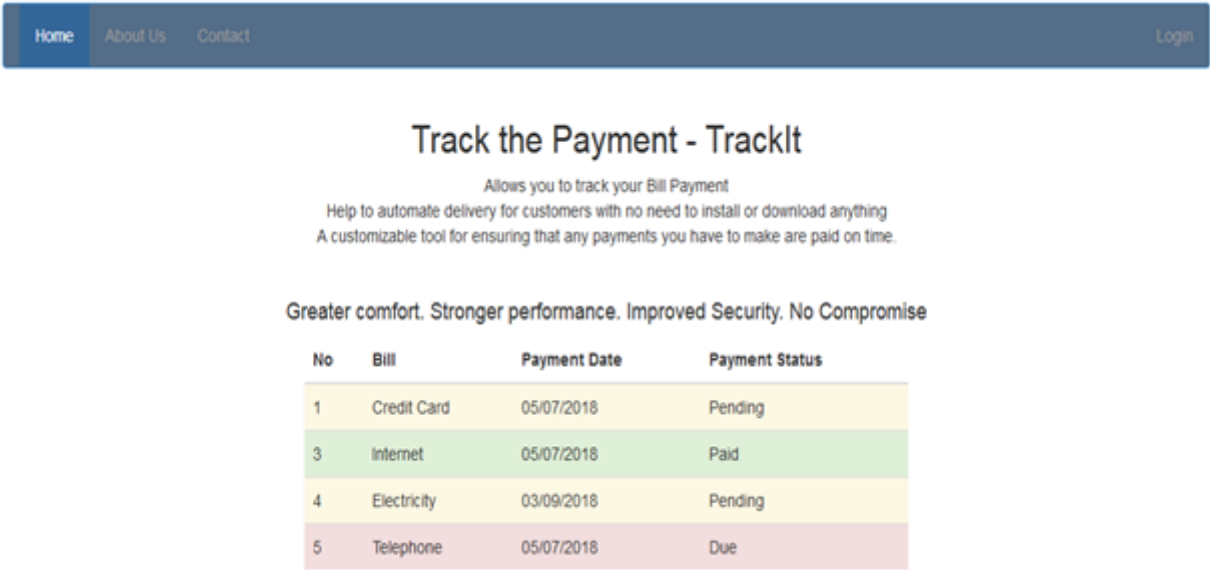 Home About Us Contact Login
Track the Payment - TrackIt
Allows you to track your Bill Payment
Help to automate delivery for customers with no need to install or download anything
A customizable tool for ensuring that any payments you have to make are paid on time.
Greater comfort. Stronger performance. Improved Security. No Compromise
No Bill Payment Date Payment Status
1 Credit Card 05/07/2018 Pending
3 Internet 05/07/2018 Paid
4 Electricity 03/09/2018 Pending
5 Telephone 05/07/2018 Due